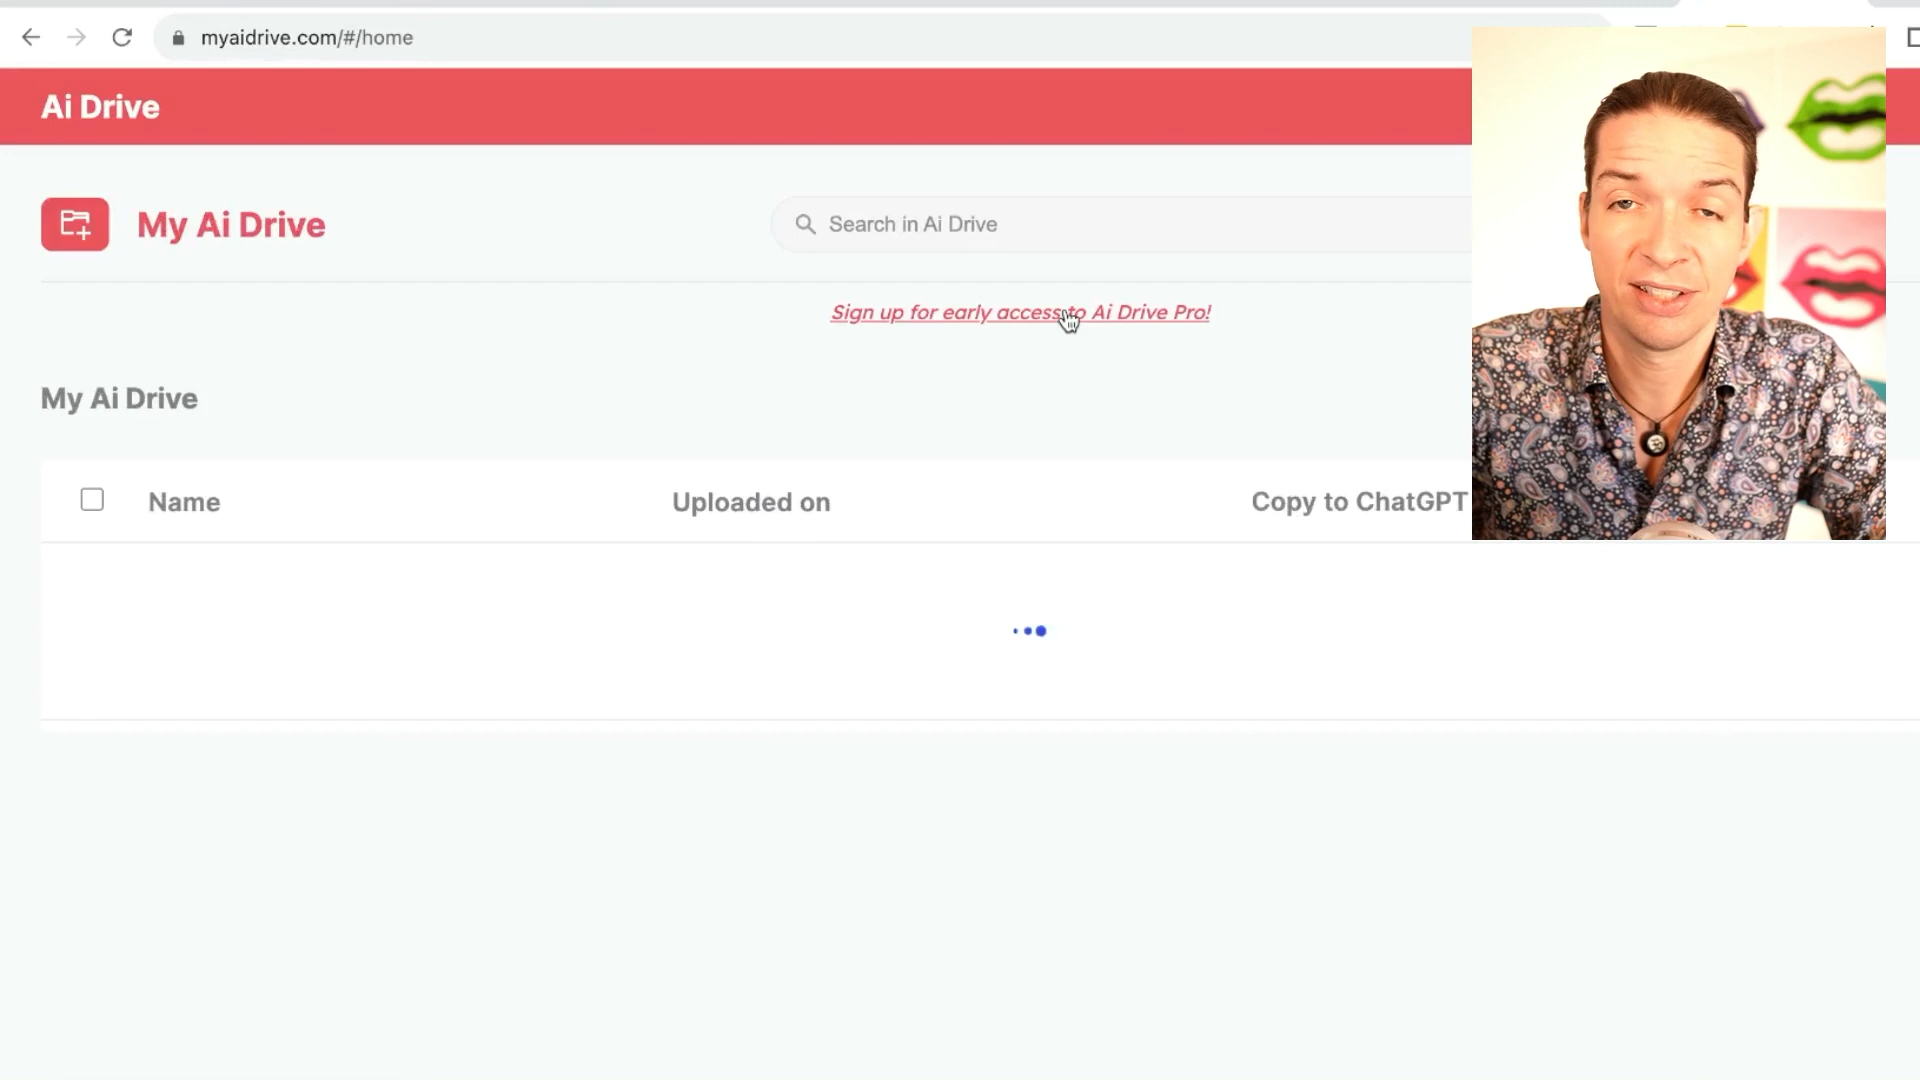 myaidrive.com/#/home
Ai Drive
My Ai Drive
Search in Ai Drive
Sign up for early access to Ai Drive Pro!
My Ai Drive
Name
Uploaded on
Copy to ChatGPT